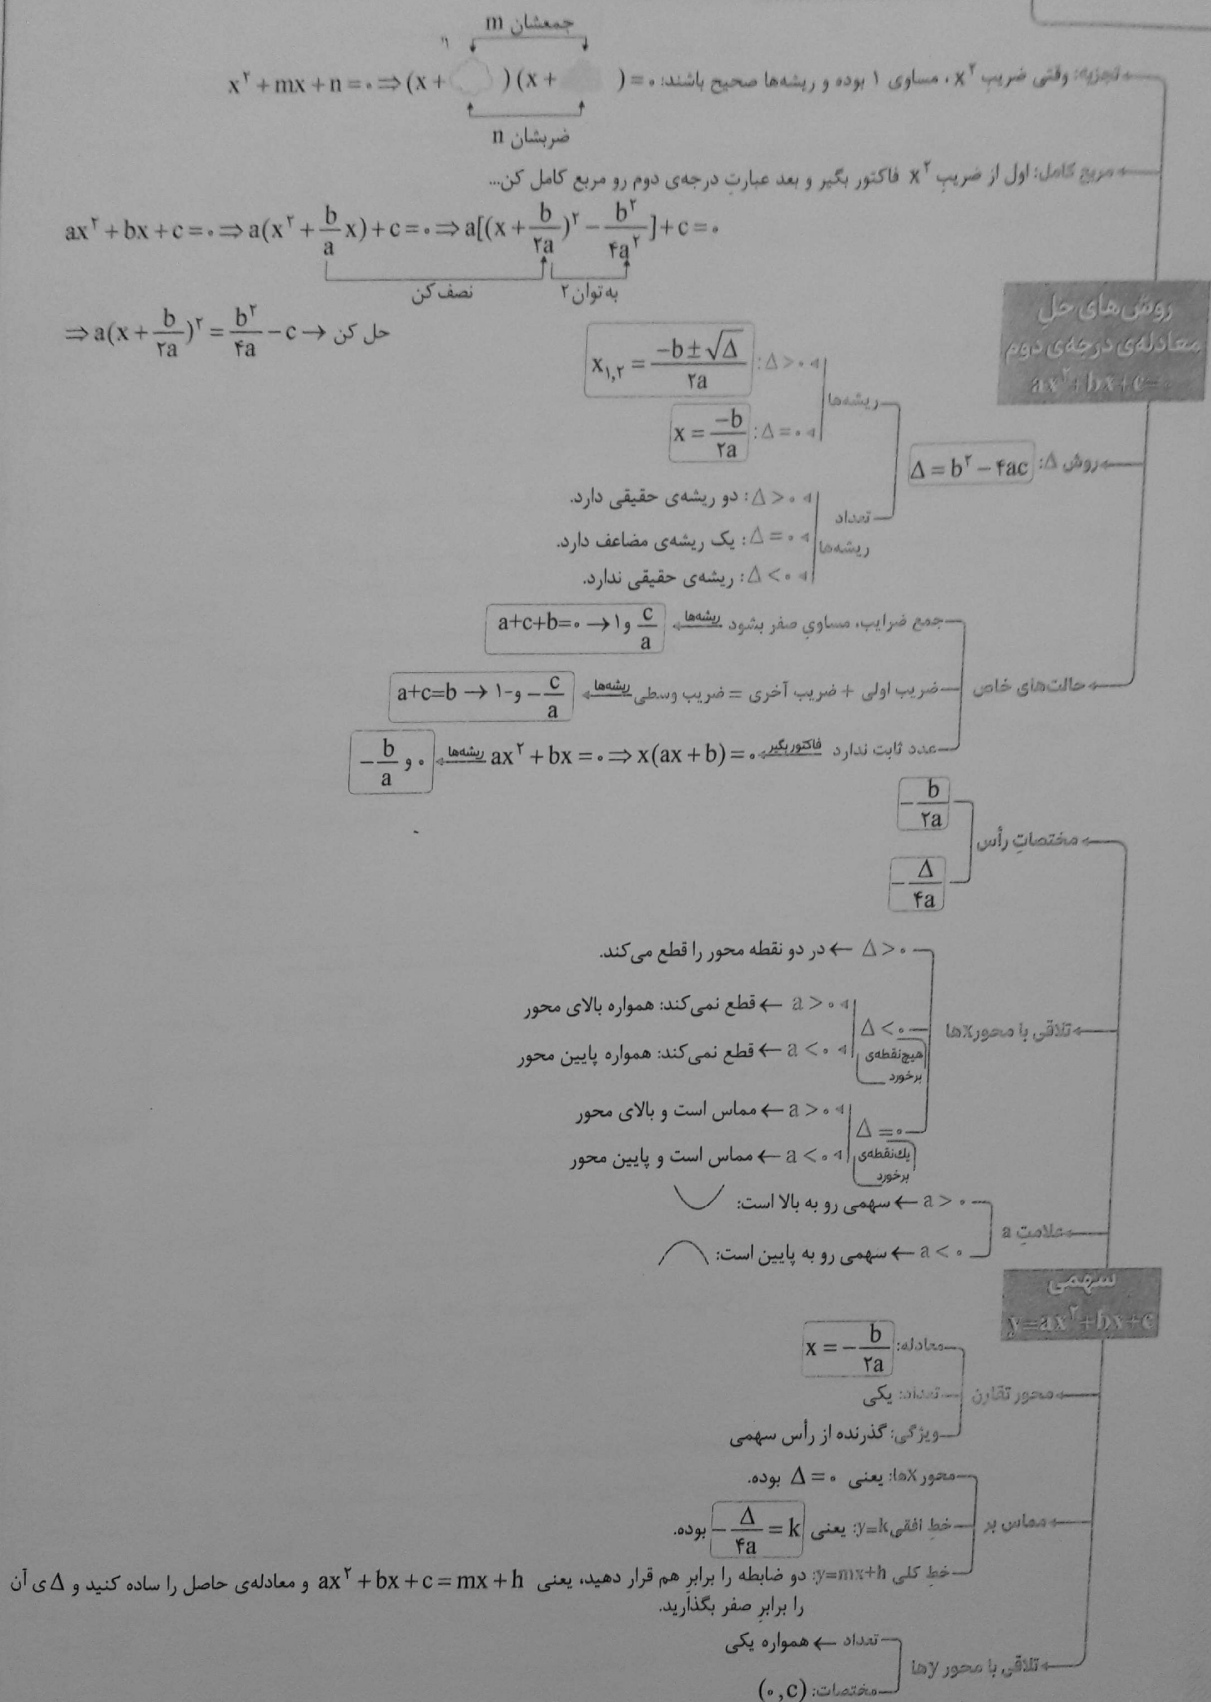 جمعشان m
تجزیه: وقتی ضریبِ x²، مساوی ۱ بوده و ریشه‌ها صحیح باشند: x² + mx + n = ۰ ⇒ (x + )(x + ) = ۰
ضربشان n
مربع کامل: اول از ضریبِ x² فاکتور بگیر و بعد عبارتِ درجه‌ی دوم رو مربع کامل کن...
ax² + bx + c = ۰ ⇒ a(x² + b/a x) + c = ۰ ⇒ a[(x + b/۲a)² − b²/۴a²] + c = ۰
نصف کن
به توان ۲
⇒ a(x + b/۲a)² = b²/۴a − c → حل کن
روش‌های حلِ
معادله‌ی درجه‌ی دوم
ax²+bx+c=۰
روش Δ: Δ = b² − ۴ac
ریشه‌ها
Δ > ۰: x۱,۲ = (−b ± √Δ)/۲a
Δ = ۰: x = −b/۲a
تعداد
ریشه‌ها
Δ > ۰: دو ریشه‌ی حقیقی دارد.
Δ = ۰: یک ریشه‌ی مضاعف دارد.
Δ < ۰: ریشه‌ی حقیقی ندارد.
حالت‌های خاص
جمع ضرایب، مساویِ صفر بشود ریشه‌ها a+c+b=۰ → ۱ و c/a
ضریب اولی + ضریب آخری = ضریب وسطی ریشه‌ها a+c=b → −۱ و −c/a
عدد ثابت ندارد فاکتوربگیر ax² + bx = ۰ ⇒ x(ax + b) = ۰ ریشه‌ها ۰ و −b/a
مختصاتِ رأس
−b/۲a
−Δ/۴a
تلاقی با محور xها
Δ > ۰ ← در دو نقطه محور را قطع می‌کند.
Δ < ۰
هیچ‌نقطه‌ی
برخورد
a > ۰ ← قطع نمی‌کند: همواره بالای محور
a < ۰ ← قطع نمی‌کند: همواره پایین محور
Δ = ۰
یک‌نقطه‌ی
برخورد
a > ۰ ← مماس است و بالای محور
a < ۰ ← مماس است و پایین محور
علامتِ a
a > ۰ ← سهمی رو به بالا است:
a < ۰ ← سهمی رو به پایین است:
سهمی
y=ax²+bx+c
محور تقارن
معادله: x = −b/۲a
تعداد: یکی
ویژگی: گذرنده از رأس سهمی
مماس بر
محور xها: یعنی Δ = ۰ بوده.
خطِ افقی y=k: یعنی −Δ/۴a = k بوده.
خطِ کلی y=mx+h: دو ضابطه را برابرِ هم قرار دهید، یعنی ax² + bx + c = mx + h و معادله‌ی حاصل را ساده کنید و Δ ی آن
را برابرِ صفر بگذارید.
تلاقی با محور yها
تعداد ← همواره یکی
مختصات: (۰, c)